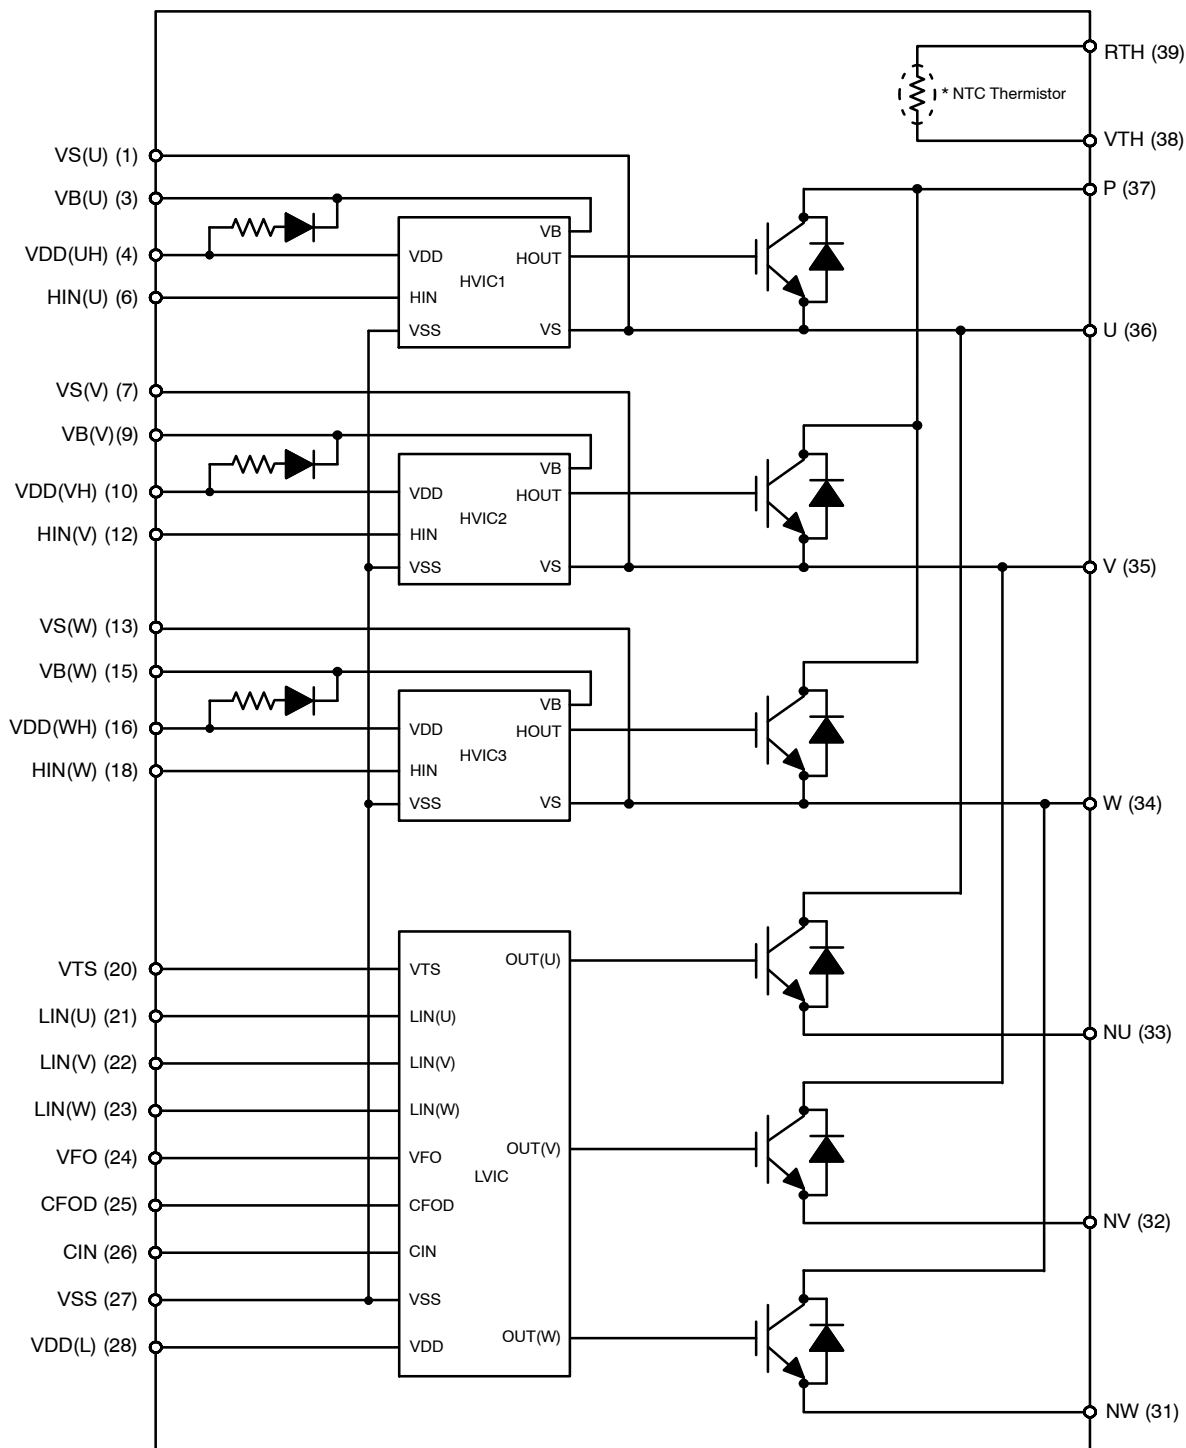 RTH (39)
* NTC Thermistor
VTH (38)
P (37)
U (36)
V (35)
W (34)
NU (33)
NV (32)
NW (31)
VS(U) (1)
VB(U) (3)
VDD(UH) (4)
HIN(U) (6)
VS(V) (7)
VB(V)(9)
VDD(VH) (10)
HIN(V) (12)
VS(W) (13)
VB(W) (15)
VDD(WH) (16)
HIN(W) (18)
VTS (20)
LIN(U) (21)
LIN(V) (22)
LIN(W) (23)
VFO (24)
CFOD (25)
CIN (26)
VSS (27)
VDD(L) (28)
VB
VDD
HOUT
HVIC1
HIN
VSS
VS
VB
VDD
HOUT
HVIC2
HIN
VSS
VS
VB
VDD
HOUT
HVIC3
HIN
VSS
VS
OUT(U)
VTS
LIN(U)
LIN(V)
LIN(W)
OUT(V)
VFO
LVIC
CFOD
CIN
VSS
OUT(W)
VDD